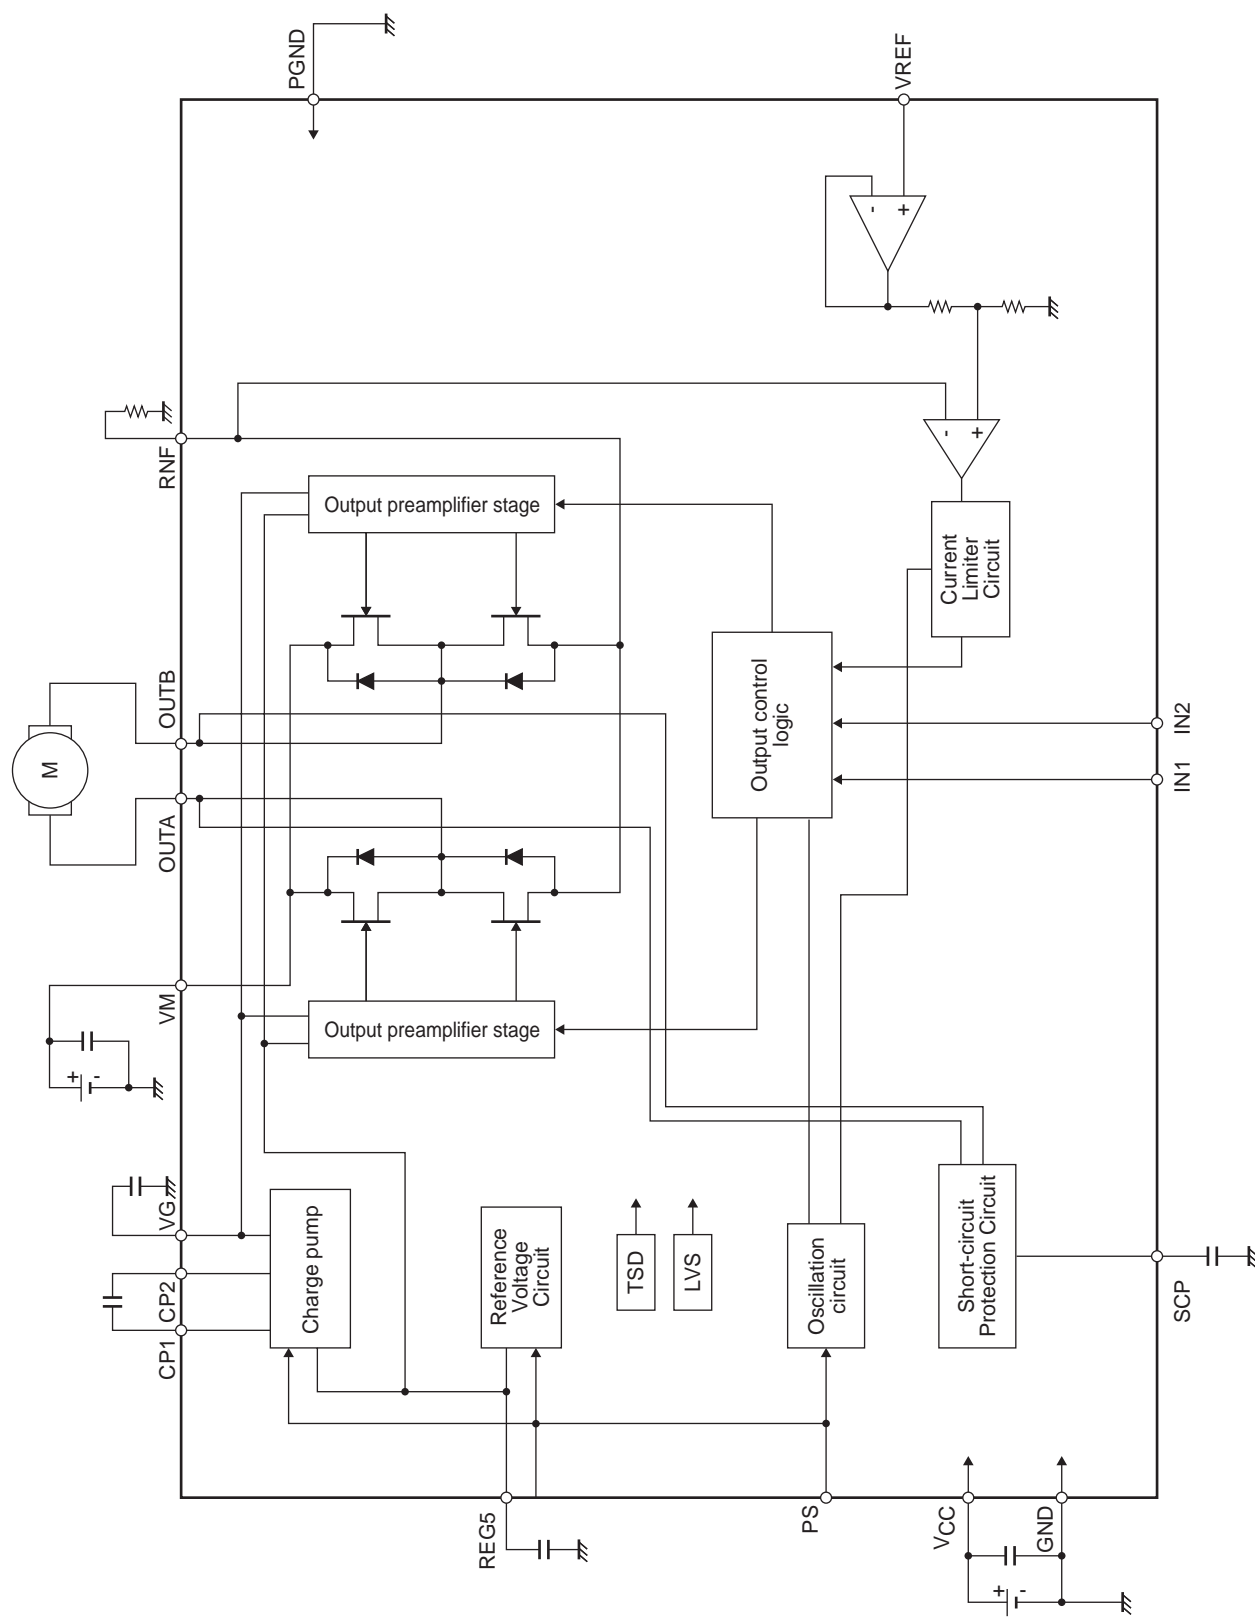 PGND
VREF
-
+
RNF
Output preamplifier stage
-
+
Current
Limiter
Circuit
OUTB
M
OUTA
Output control
logic
IN2
IN1
VM
+
-
Output preamplifier stage
VG
CP2
CP1
Charge pump
Reference
Voltage
Circuit
TSD
LVS
Oscillation
circuit
Short-circuit
Protection Circuit
SCP
REG5
PS
VCC
GND
+
-